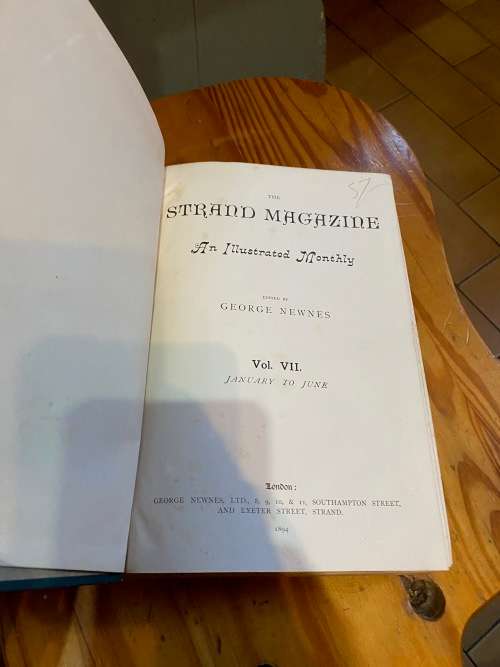 57/-
THE
STRAND MAGAZINE
An Illustrated Monthly
EDITED BY
GEORGE NEWNES
Vol. VII.
JANUARY TO JUNE
London:
GEORGE NEWNES, LTD., 8, 9, 10, & 11, SOUTHAMPTON STREET,
AND EXETER STREET, STRAND.
1894